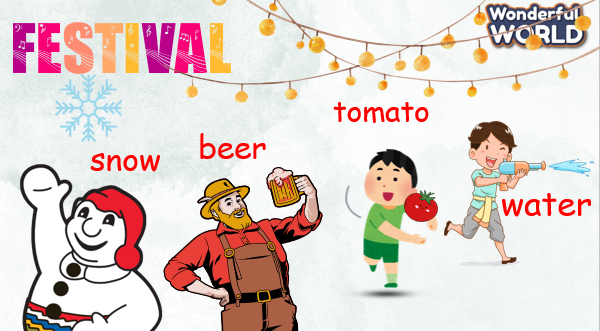 FESTIVAL
Wonderful
WORLD
tomato
beer
snow
water